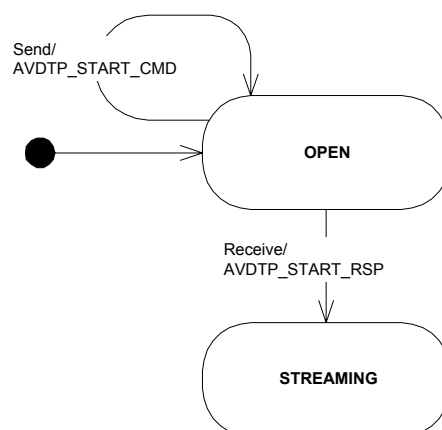 Send/
AVDTP_START_CMD
OPEN
Receive/
AVDTP_START_RSP
STREAMING